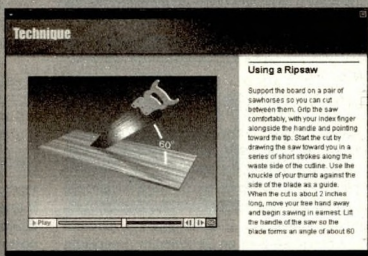 Technique
Using a Ripsaw
Support the board on a pair of
sawhorses so you can cut
between them. Grip the saw
comfortably, with your index finger
alongside the handle and pointing
toward the tip. Start the cut by
drawing the saw toward you in a
series of short strokes along the
waste side of the cutline. Use the
knuckle of your thumb against the
side of the blade as a guide.
When the cut is about 2 inches
long, move your free hand away
and begin sawing in earnest. Lift
the handle of the saw so the
blade forms an angle of about 60
60°
Play